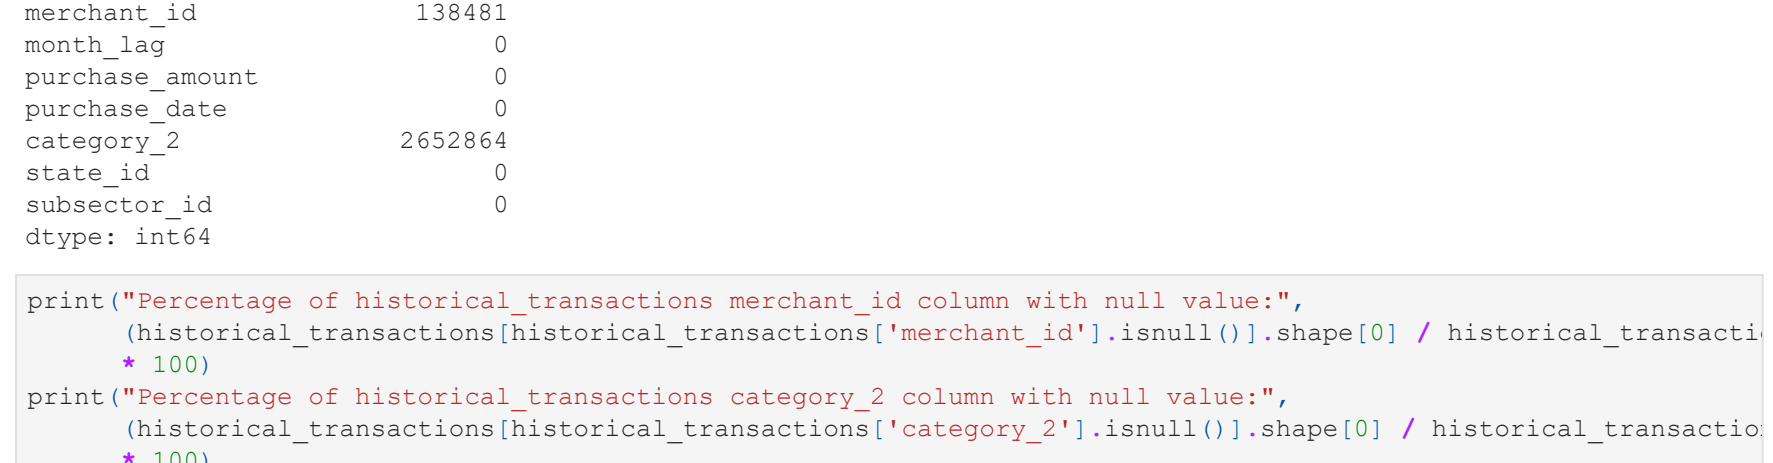 merchant_id 138481
month_lag 0
purchase_amount 0
purchase_date 0
category_2 2652864
state_id 0
subsector_id 0
dtype: int64
print("Percentage of historical_transactions merchant_id column with null value:",
(historical_transactions[historical_transactions['merchant_id'].isnull()].shape[0] / historical_transacti
* 100)
print("Percentage of historical_transactions category_2 column with null value:",
(historical_transactions[historical_transactions['category_2'].isnull()].shape[0] / historical_transactio
* 100)